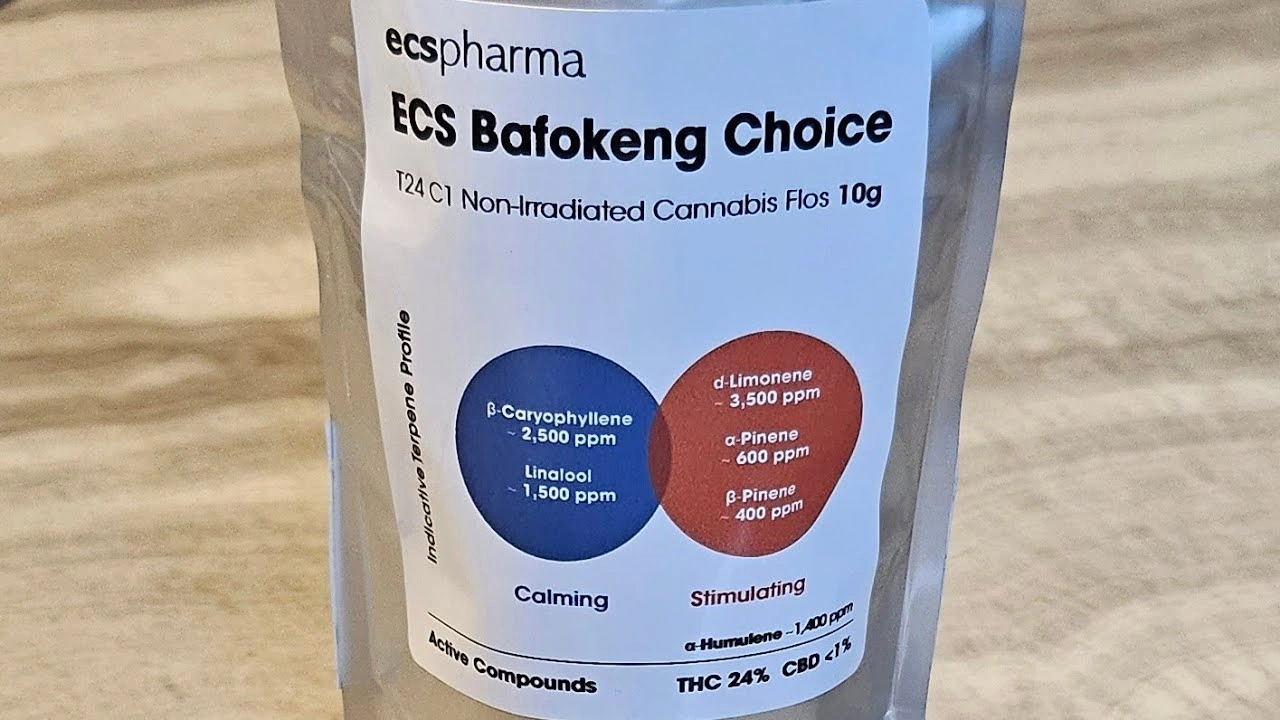 ecspharma
ECS Bafokeng Choice
T24 C1 Non-Irradiated Cannabis Flos 10g
Indicative Terpene Profile
β-Caryophyllene
~ 2,500 ppm
Linalool
~ 1,500 ppm
Calming
d-Limonene
~ 3,500 ppm
α-Pinene
~ 600 ppm
β-Pinene
~ 400 ppm
Stimulating
α-Humulene ~1,400 ppm
Active Compounds
THC 24% CBD <1%